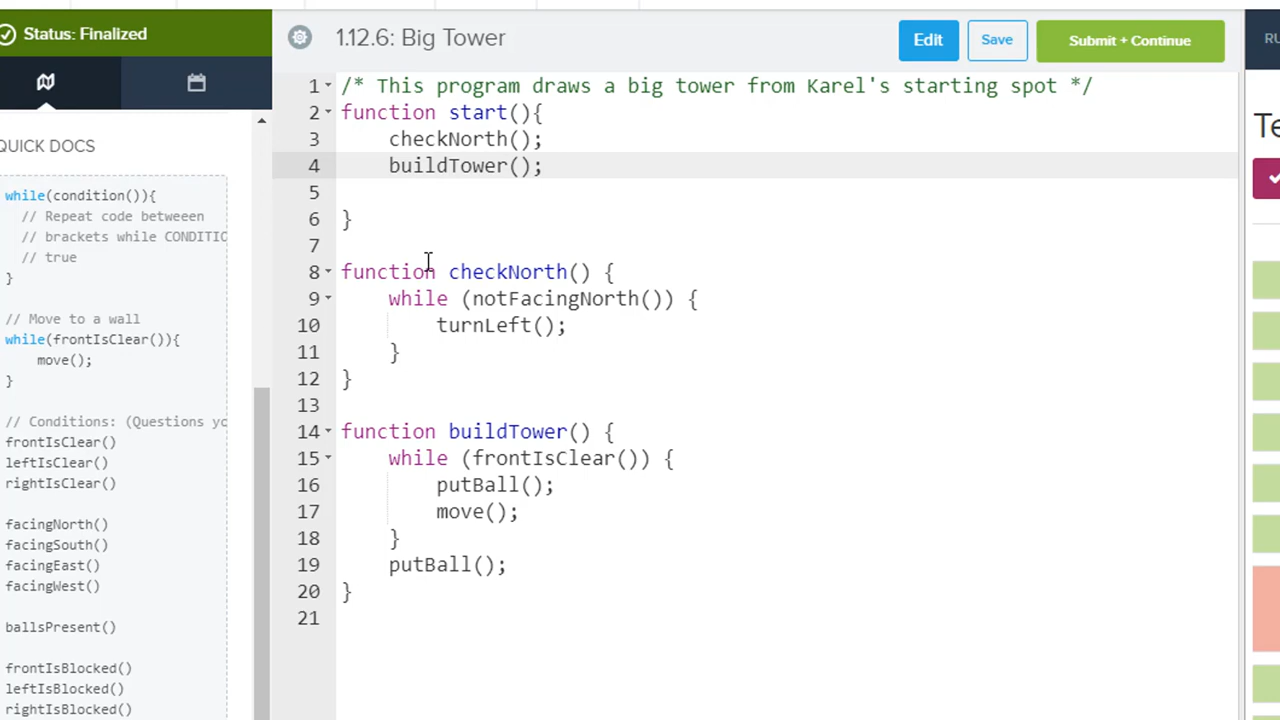 Status: Finalized
1.12.6: Big Tower
Edit
Save
Submit + Continue
QUICK DOCS
while(condition()){
// Repeat code betweeen
// brackets while CONDITIC
// true
}
// Move to a wall
while(frontIsClear()){
move();
}
// Conditions: (Questions yc
frontIsClear()
leftIsClear()
rightIsClear()
facingNorth()
facingSouth()
facingEast()
facingWest()
ballsPresent()
frontIsBlocked()
leftIsBlocked()
rightIsBlocked()
1 /* This program draws a big tower from Karel's starting spot */
2 function start(){
3 checkNorth();
4 buildTower();
5
6 }
7
8 function checkNorth() {
9 while (notFacingNorth()) {
10 turnLeft();
11 }
12 }
13
14 function buildTower() {
15 while (frontIsClear()) {
16 putBall();
17 move();
18 }
19 putBall();
20 }
21
RU
Te